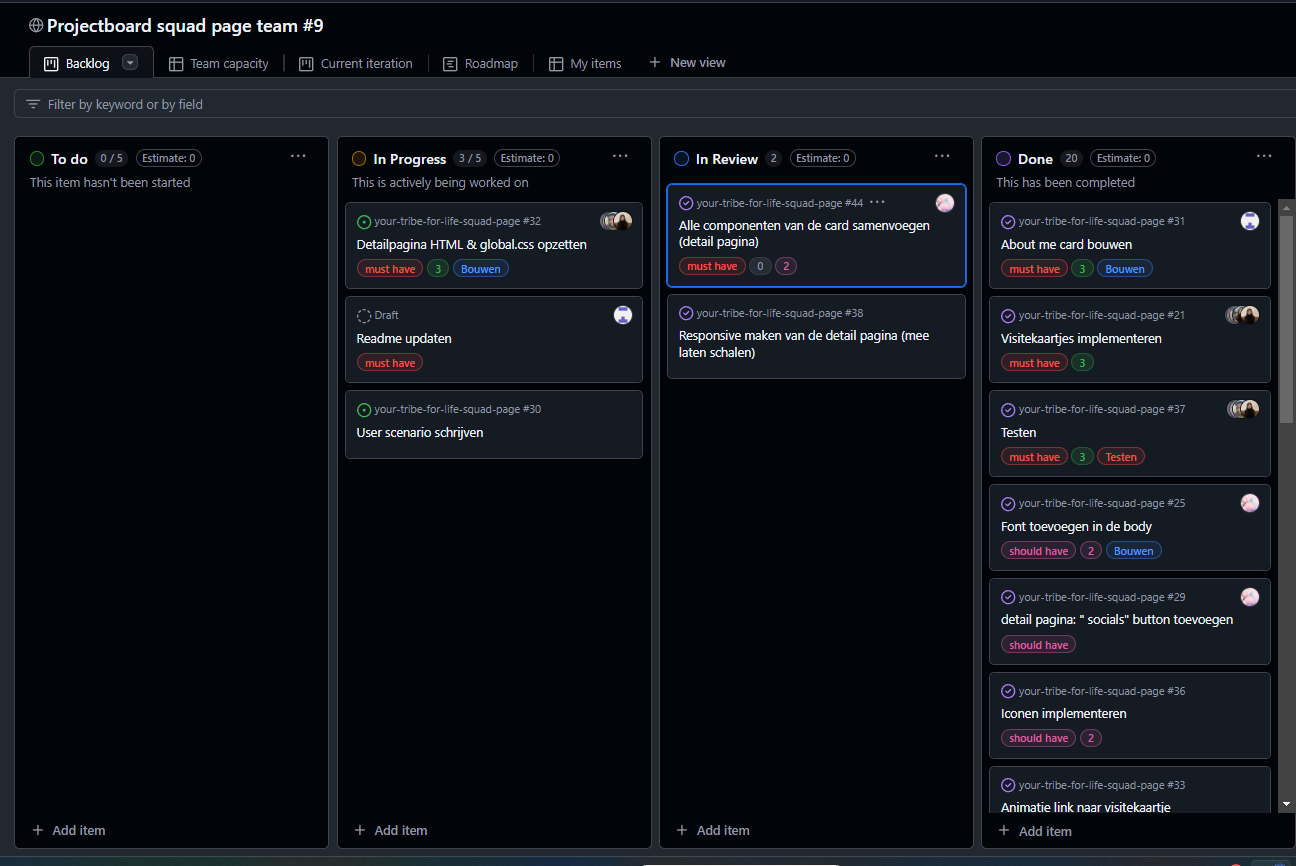 Projectboard squad page team #9
Backlog
Team capacity
Current iteration
Roadmap
My items
New view
Filter by keyword or by field
To do 0 / 5 Estimate: 0
This item hasn't been started
Add item
In Progress 3 / 5 Estimate: 0
This is actively being worked on
your-tribe-for-life-squad-page #32
Detailpagina HTML & global.css opzetten
must have 3 Bouwen
Draft
Readme updaten
must have
your-tribe-for-life-squad-page #30
User scenario schrijven
Add item
In Review 2 Estimate: 0
your-tribe-for-life-squad-page #44
Alle componenten van de card samenvoegen
(detail pagina)
must have 0 2
your-tribe-for-life-squad-page #38
Responsive maken van de detail pagina (mee
laten schalen)
Add item
Done 20 Estimate: 0
This has been completed
your-tribe-for-life-squad-page #31
About me card bouwen
must have 3 Bouwen
your-tribe-for-life-squad-page #21
Visitekaartjes implementeren
must have 3
your-tribe-for-life-squad-page #37
Testen
must have 3 Testen
your-tribe-for-life-squad-page #25
Font toevoegen in de body
should have 2 Bouwen
your-tribe-for-life-squad-page #29
detail pagina: " socials" button toevoegen
should have
your-tribe-for-life-squad-page #36
Iconen implementeren
should have 2
your-tribe-for-life-squad-page #33
Animatie link naar visitekaartje
Add item